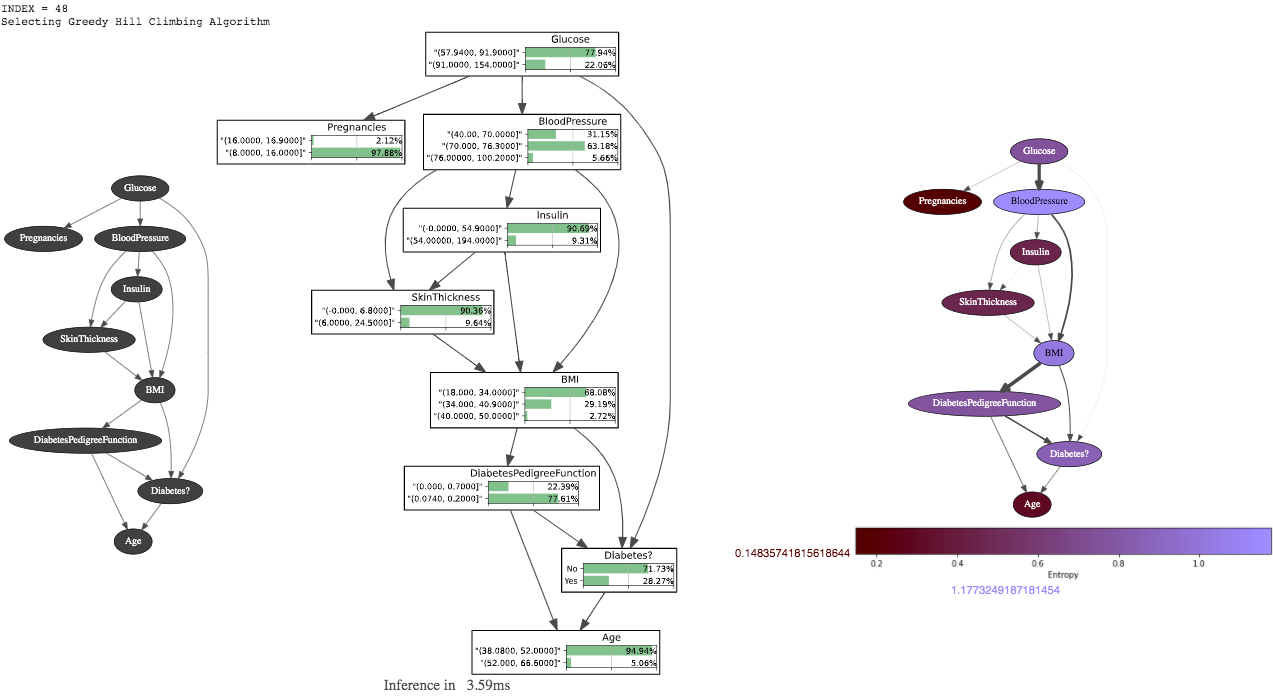 INDEX = 48
Selecting Greedy Hill Climbing Algorithm
Glucose
Pregnancies
BloodPressure
Insulin
SkinThickness
BMI
DiabetesPedigreeFunction
Diabetes?
Age
Glucose
"(57.9400, 91.9000]" 77.94%
"(91.0000, 154.0000]" 22.06%
Pregnancies
"(16.0000, 16.9000]" 2.12%
"(8.0000, 16.0000]" 97.88%
BloodPressure
"(40.00, 70.0000]" 31.15%
"(70.000, 76.3000]" 63.18%
"(76.00000, 100.2000]" 5.66%
Insulin
"(-0.0000, 54.9000]" 90.69%
"(54.00000, 194.0000]" 9.31%
SkinThickness
"(-0.000, 6.8000]" 90.36%
"(6.0000, 24.5000]" 9.64%
BMI
"(18.000, 34.0000]" 68.08%
"(34.000, 40.9000]" 29.19%
"(40.0000, 50.0000]" 2.72%
DiabetesPedigreeFunction
"(0.000, 0.7000]" 22.39%
"(0.0740, 0.2000]" 77.61%
Diabetes?
No 71.73%
Yes 28.27%
Age
"(38.0800, 52.0000]" 94.94%
"(52.000, 66.6000]" 5.06%
Inference in 3.59ms
Glucose
Pregnancies
BloodPressure
Insulin
SkinThickness
BMI
DiabetesPedigreeFunction
Diabetes?
Age
0.14835741815618644
0.2 0.4 0.6 0.8 1.0
Entropy
1.1773249187181454